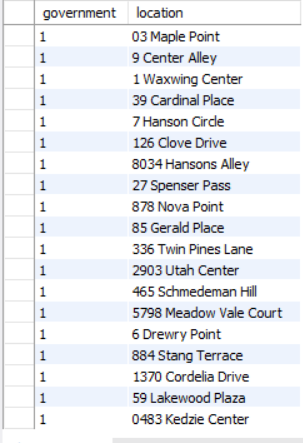 government location
1 03 Maple Point
1 9 Center Alley
1 1 Waxwing Center
1 39 Cardinal Place
1 7 Hanson Circle
1 126 Clove Drive
1 8034 Hansons Alley
1 27 Spenser Pass
1 878 Nova Point
1 85 Gerald Place
1 336 Twin Pines Lane
1 2903 Utah Center
1 465 Schmedeman Hill
1 5798 Meadow Vale Court
1 6 Drewry Point
1 884 Stang Terrace
1 1370 Cordelia Drive
1 59 Lakewood Plaza
1 0483 Kedzie Center